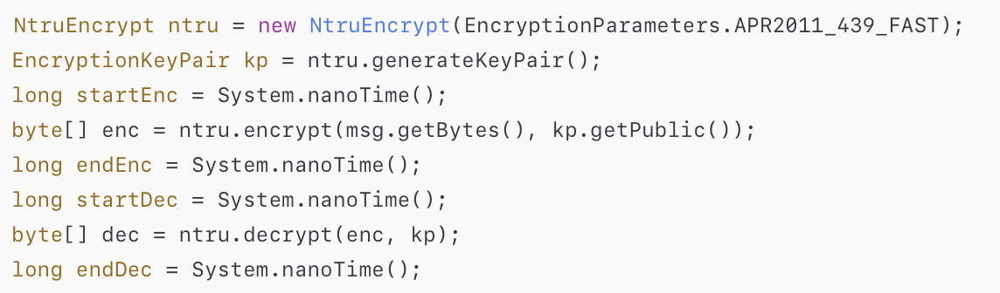 NtruEncrypt ntru = new NtruEncrypt(EncryptionParameters.APR2011_439_FAST);
EncryptionKeyPair kp = ntru.generateKeyPair();
long startEnc = System.nanoTime();
byte[] enc = ntru.encrypt(msg.getBytes(), kp.getPublic());
long endEnc = System.nanoTime();
long startDec = System.nanoTime();
byte[] dec = ntru.decrypt(enc, kp);
long endDec = System.nanoTime();